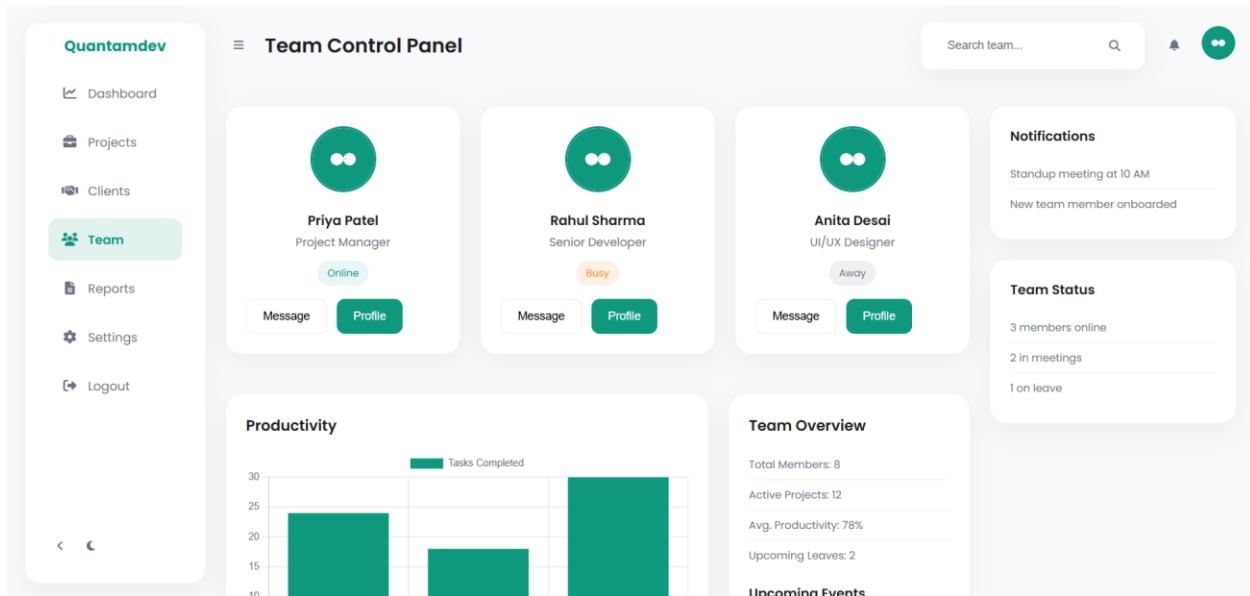 Quantamdev
Dashboard
Projects
Clients
Team
Reports
Settings
Logout
Team Control Panel
Search team...
Priya Patel
Project Manager
Online
Message Profile
Rahul Sharma
Senior Developer
Busy
Message Profile
Anita Desai
UI/UX Designer
Away
Message Profile
Notifications
Standup meeting at 10 AM
New team member onboarded
Team Status
3 members online
2 in meetings
1 on leave
Productivity
Tasks Completed
30
25
20
15
10
Team Overview
Total Members: 8
Active Projects: 12
Avg. Productivity: 78%
Upcoming Leaves: 2
Upcoming Events